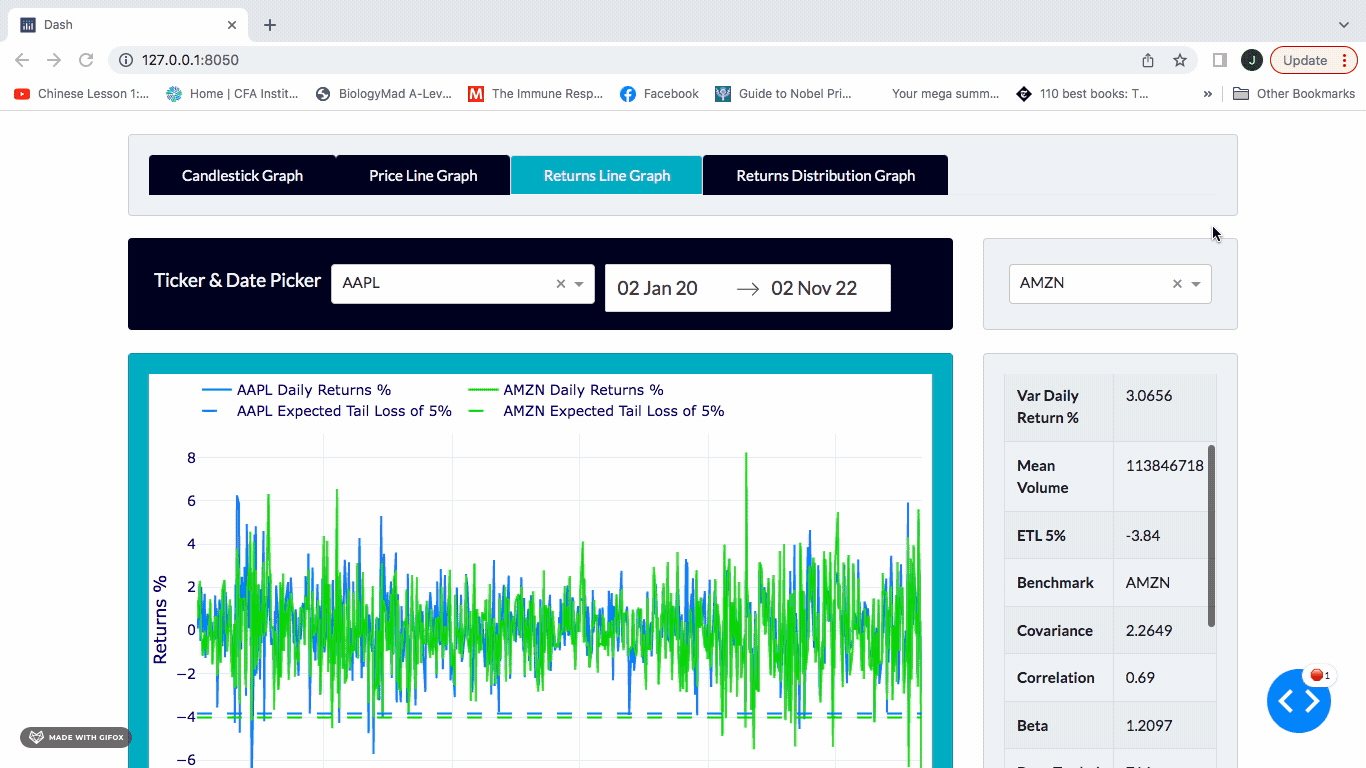 Dash
127.0.0.1:8050
J
Update
Chinese Lesson 1:...
Home | CFA Instit...
BiologyMad A-Lev...
The Immune Resp...
Facebook
Guide to Nobel Pri...
Your mega summ...
110 best books: T...
»
Other Bookmarks
Candlestick Graph
Price Line Graph
Returns Line Graph
Returns Distribution Graph
Ticker & Date Picker
AAPL
02 Jan 20 → 02 Nov 22
AMZN
AAPL Daily Returns %
AMZN Daily Returns %
AAPL Expected Tail Loss of 5%
AMZN Expected Tail Loss of 5%
8
6
4
2
0
−2
−4
−6
Returns %
Var Daily Return % 3.0656
Mean Volume 113846718
ETL 5% -3.84
Benchmark AMZN
Covariance 2.2649
Correlation 0.69
Beta 1.2097
1
MADE WITH GIFOX